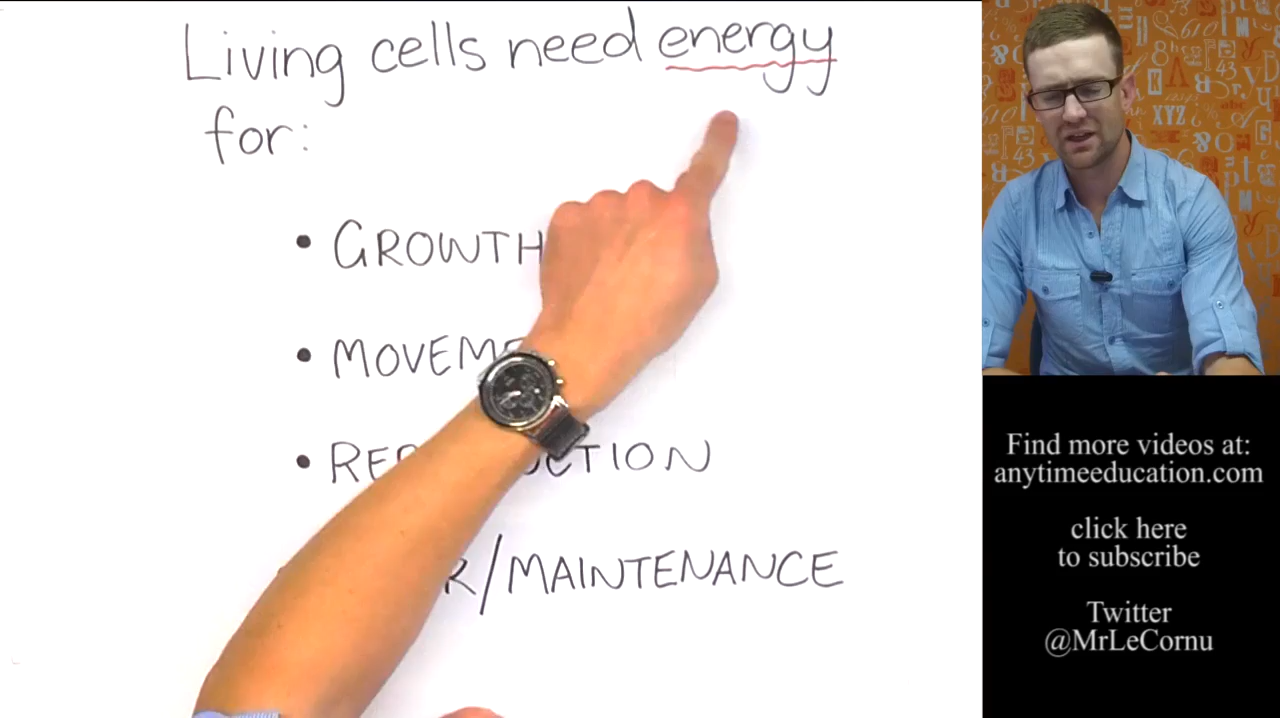 Living cells need energy
for:
• GROWTH
•
•
/MAINTENANCE
Find more videos at:
anytimeeducation.com
click here
to subscribe
Twitter
@MrLeCornu
XYZ